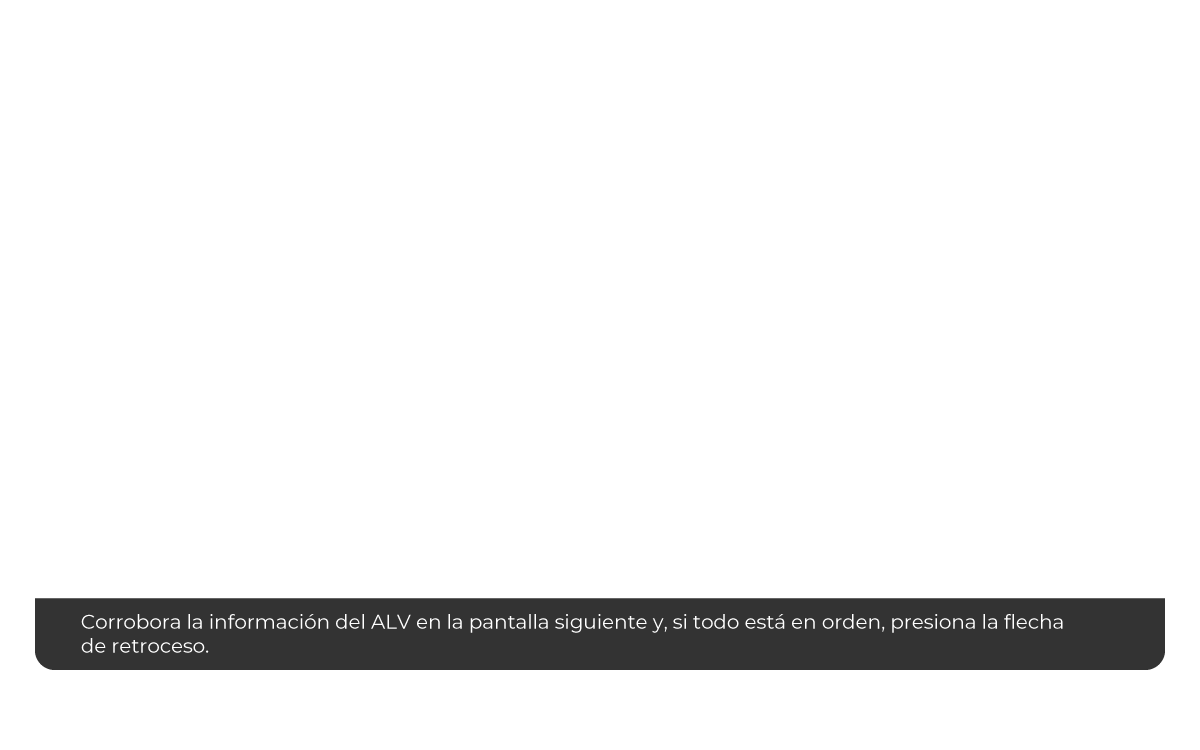 Corrobora la información del ALV en la pantalla siguiente y, si todo está en orden, presiona la flecha
de retroceso.